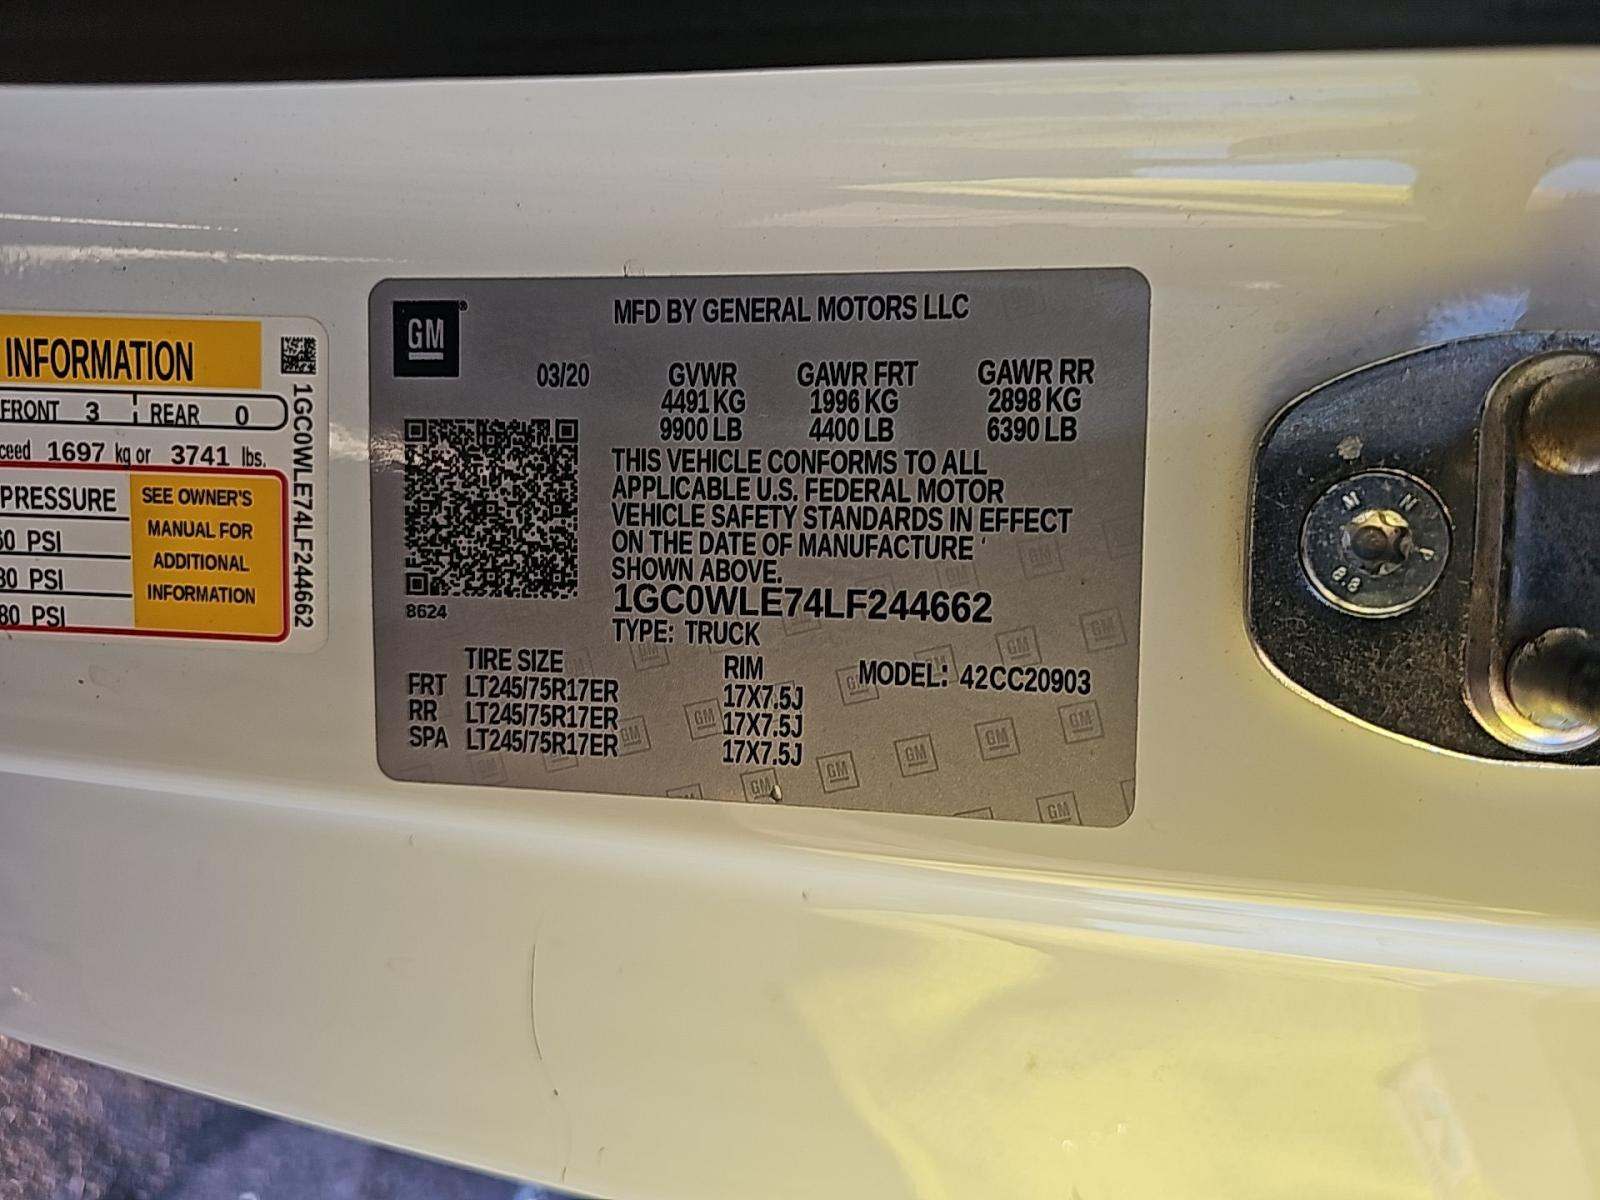 INFORMATION
FRONT 3 REAR 0
1697 kg or 3741 lbs.
PRESSURE
PSI
PSI
80 PSI
SEE OWNER'S
MANUAL FOR
ADDITIONAL
INFORMATION
1GC0WLE74LF244662
GM
MFD BY GENERAL MOTORS LLC
03/20
GVWR GAWR FRT GAWR RR
4491 KG 1996 KG 2898 KG
9900 LB 4400 LB 6390 LB
THIS VEHICLE CONFORMS TO ALL
APPLICABLE U.S. FEDERAL MOTOR
VEHICLE SAFETY STANDARDS IN EFFECT
ON THE DATE OF MANUFACTURE
SHOWN ABOVE.
1GC0WLE74LF244662
TYPE: TRUCK
8624
TIRE SIZE RIM
MODEL: 42CC20903
FRT LT245/75R17ER 17X7.5J
RR LT245/75R17ER 17X7.5J
SPA LT245/75R17ER 17X7.5J
M N
8.8